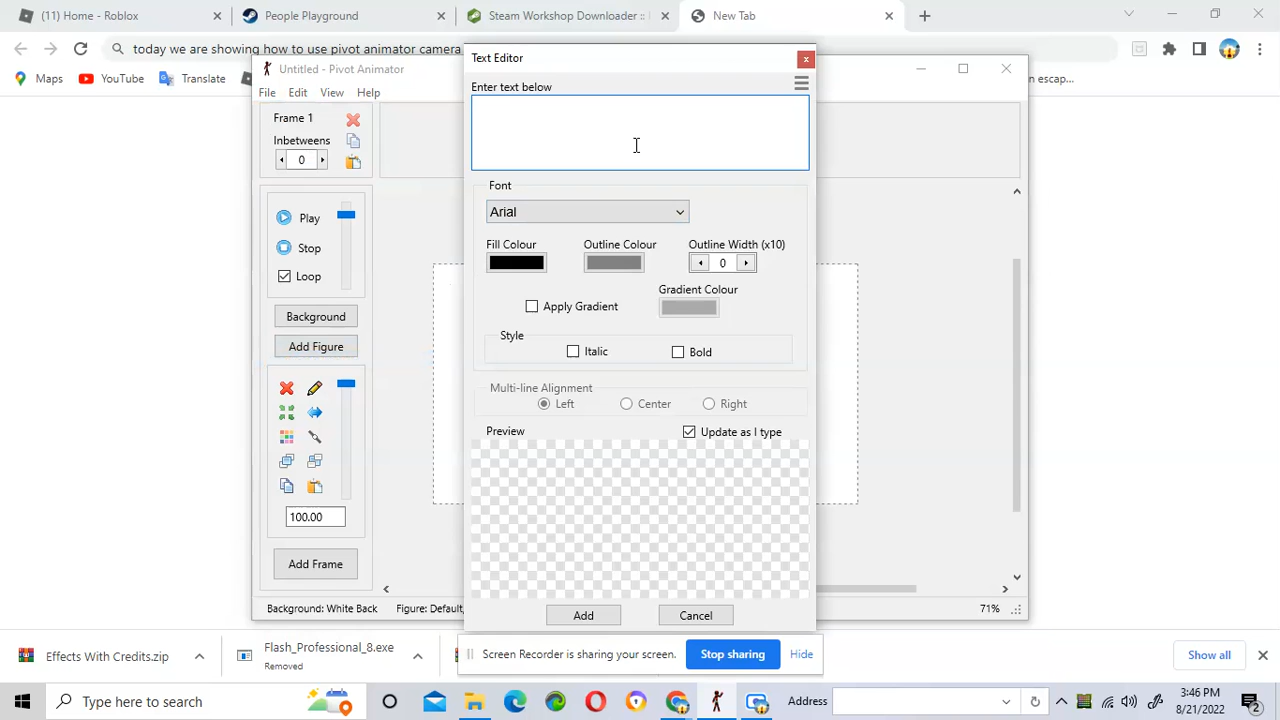 (11) Home - Roblox
People Playground
Steam Workshop Downloader ::
New Tab
today we are showing how to use pivot animator camera
Maps
YouTube
Translate
en escap...
Untitled - Pivot Animator
File Edit View Help
Frame 1
Inbetweens
0
Play
Stop
Loop
Background
Add Figure
100.00
Add Frame
Background: White Back
Figure: Default,
71%
Text Editor
Enter text below
Font
Arial
Fill Colour
Outline Colour
Outline Width (x10)
0
Apply Gradient
Gradient Colour
Style
Italic
Bold
Multi-line Alignment
Left
Center
Right
Preview
Update as I type
Add
Cancel
Screen Recorder is sharing your screen.
Stop sharing
Hide
Effects With Credits.zip
Flash_Professional_8.exe
Removed
Show all
Type here to search
Address
3:46 PM
8/21/2022
2